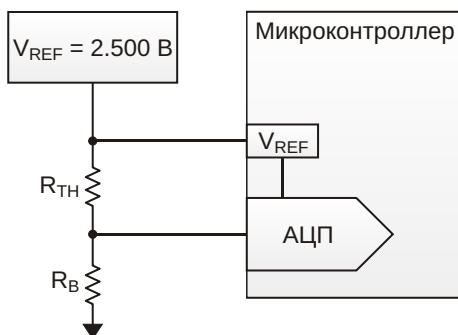 V_REF = 2.500 В
Микроконтроллер
V_REF
R_TH
АЦП
R_B